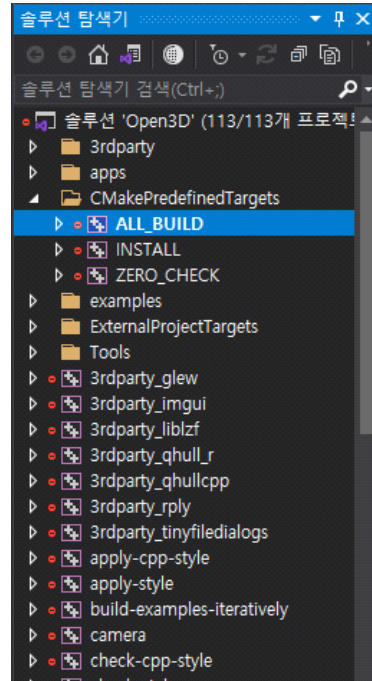 솔루션 탐색기
솔루션 탐색기 검색(Ctrl+;)
솔루션 'Open3D' (113/113개 프로젝트
3rdparty
apps
CMakePredefinedTargets
ALL_BUILD
INSTALL
ZERO_CHECK
examples
ExternalProjectTargets
Tools
3rdparty_glew
3rdparty_imgui
3rdparty_liblzf
3rdparty_qhull_r
3rdparty_qhullcpp
3rdparty_rply
3rdparty_tinyfiledialogs
apply-cpp-style
apply-style
build-examples-iteratively
camera
check-cpp-style